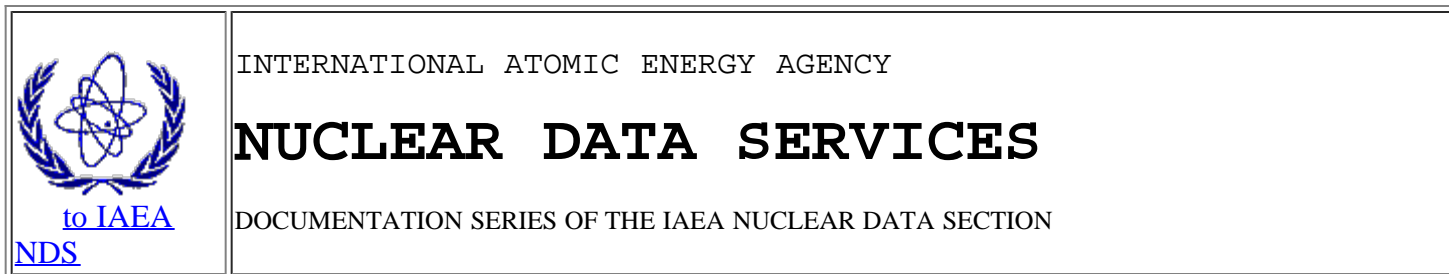 to IAEA
NDS
INTERNATIONAL ATOMIC ENERGY AGENCY
NUCLEAR DATA SERVICES
DOCUMENTATION SERIES OF THE IAEA NUCLEAR DATA SECTION